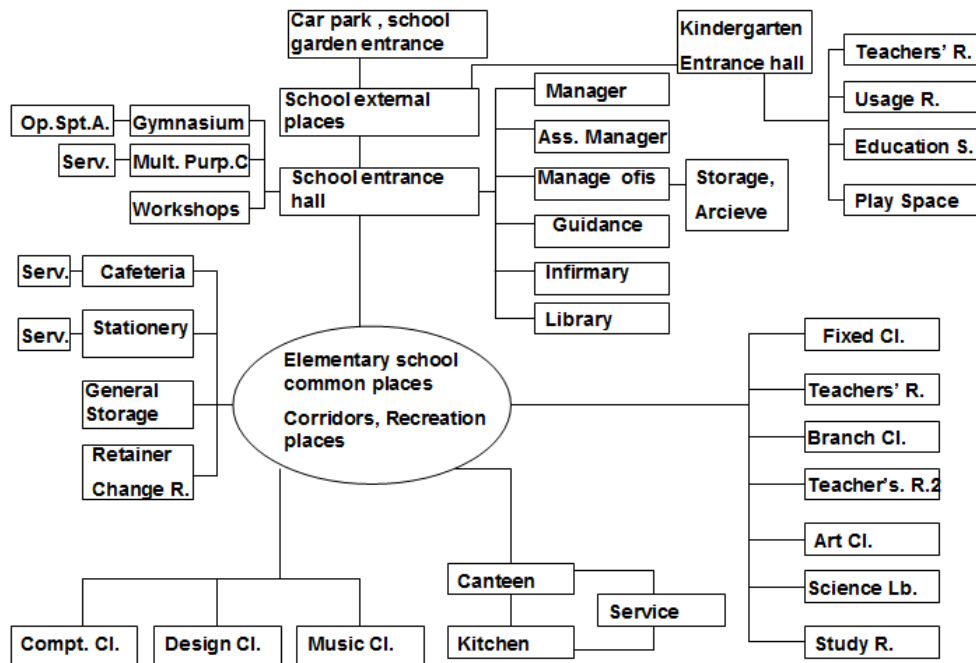 Car park , school
garden entrance
Kindergarten
Entrance hall
Teachers' R.
Usage R.
Education S.
Play Space
School external
places
Manager
Ass. Manager
Manage ofis
Storage,
Arcieve
Guidance
Infirmary
Library
Op.Spt.A.
Gymnasium
Serv.
Mult. Purp.C
Workshops
School entrance
hall
Serv.
Cafeteria
Serv.
Stationery
General
Storage
Retainer
Change R.
Elementary school
common places
Corridors, Recreation
places
Fixed Cl.
Teachers' R.
Branch Cl.
Teacher's. R.2
Art Cl.
Science Lb.
Study R.
Canteen
Service
Kitchen
Compt. Cl.
Design Cl.
Music Cl.